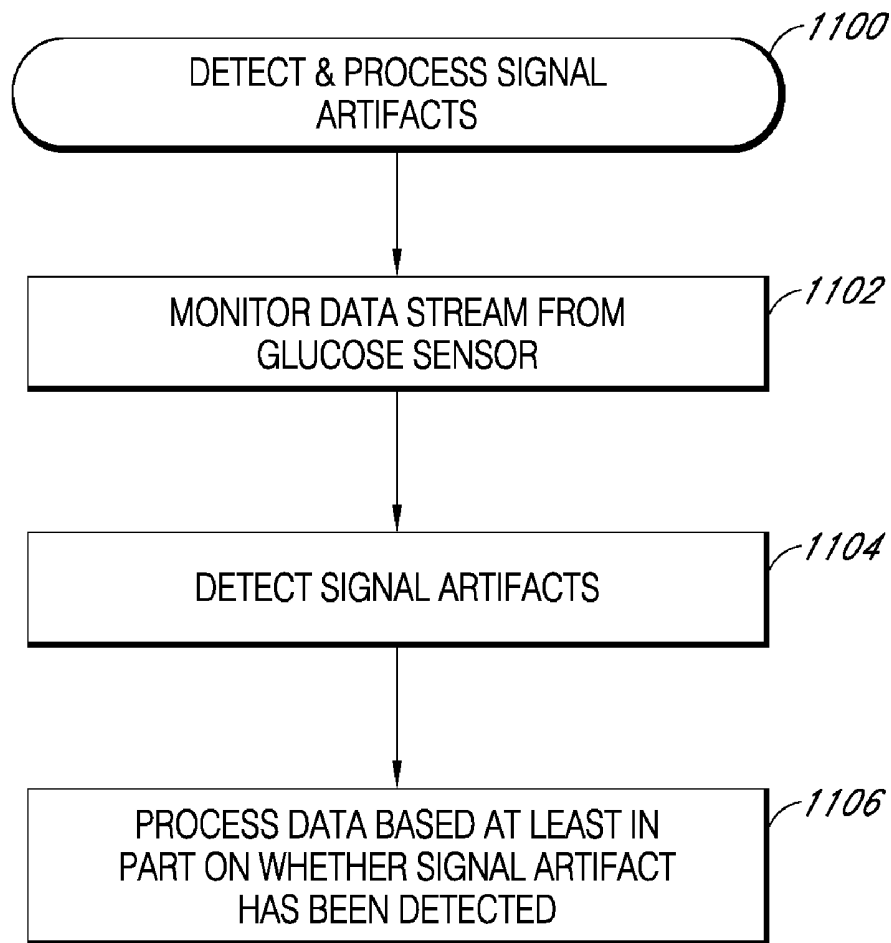 1100
DETECT & PROCESS SIGNAL
ARTIFACTS
1102
MONITOR DATA STREAM FROM
GLUCOSE SENSOR
1104
DETECT SIGNAL ARTIFACTS
1106
PROCESS DATA BASED AT LEAST IN
PART ON WHETHER SIGNAL ARTIFACT
HAS BEEN DETECTED